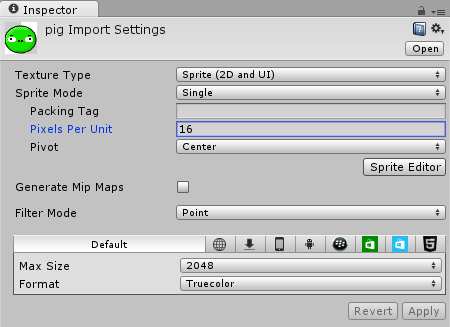 Inspector
pig Import Settings
Open
Texture Type Sprite (2D and UI)
Sprite Mode Single
Packing Tag
Pixels Per Unit 16
Pivot Center
Sprite Editor
Generate Mip Maps
Filter Mode Point
Default
Max Size 2048
Format Truecolor
Revert Apply